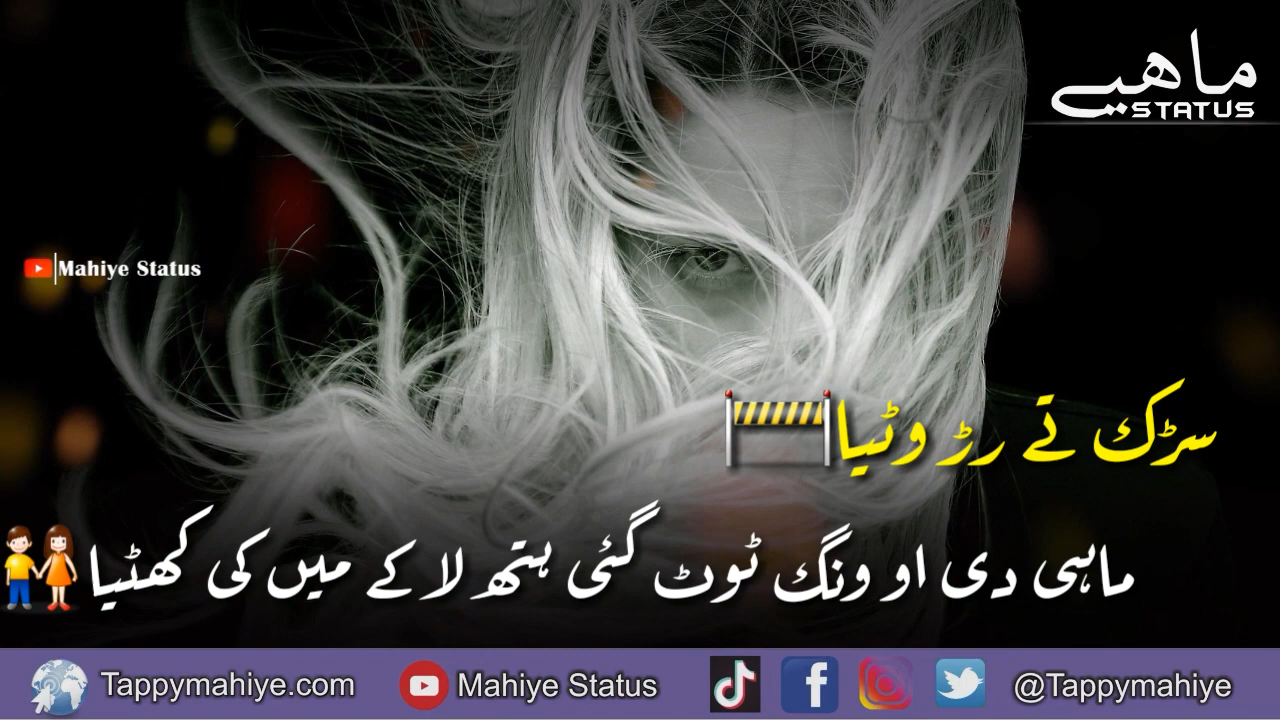 ماہیے
STATUS
Mahiye Status
سڑک تے رڑ وٹیا
ماہی دی او ونگ ٹوٹ گئی ہتھ لا کے میں کی کھٹیا
Tappymahiye.com Mahiye Status @Tappymahiye